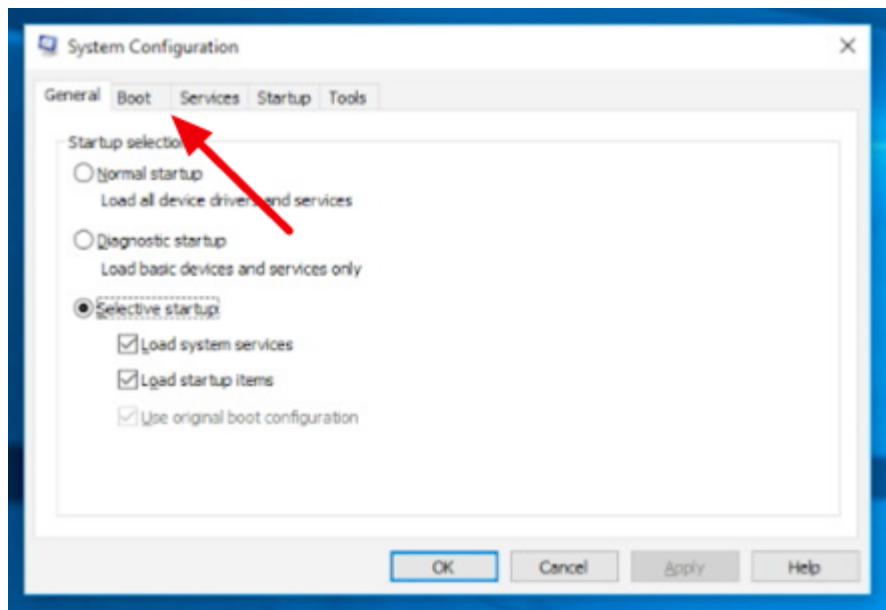 System Configuration
General Boot Services Startup Tools
Startup selection
Normal startup
Load all device drivers and services
Diagnostic startup
Load basic devices and services only
Selective startup
Load system services
Load startup items
Use original boot configuration
OK Cancel Apply Help